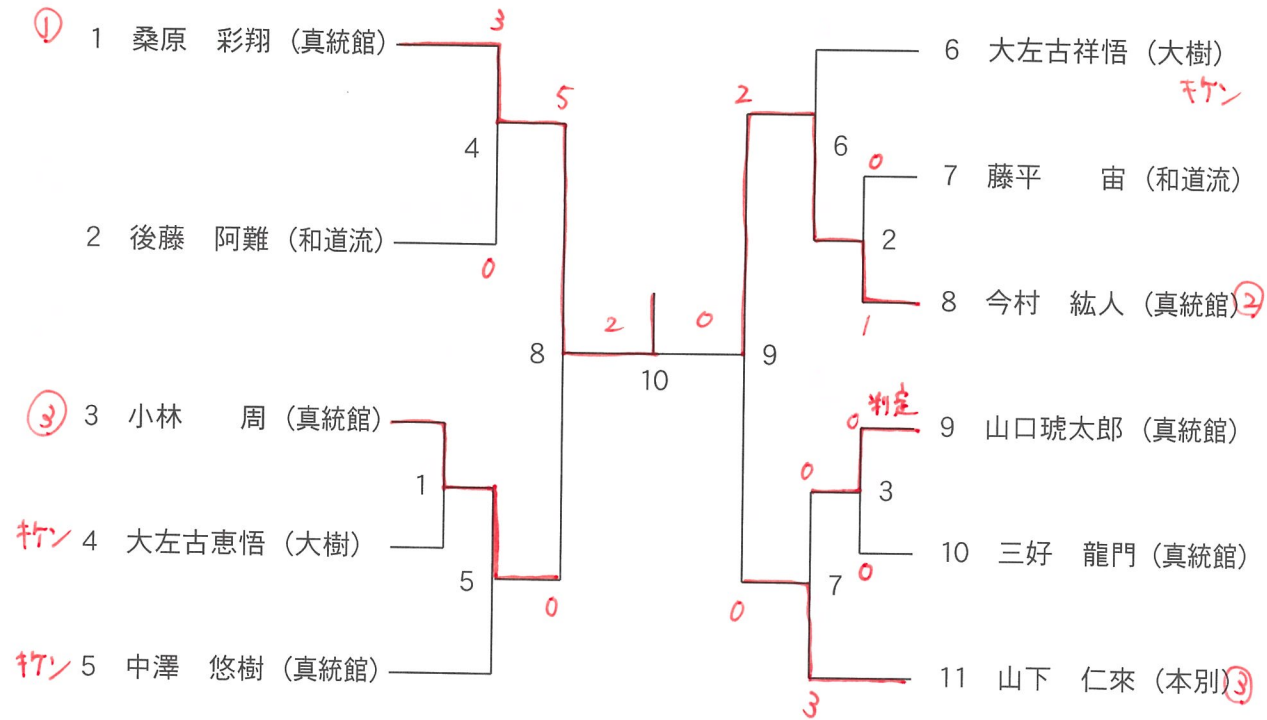 ① 1 桑原 彩翔 (真統館) 3
5
4
2 後藤 阿難 (和道流)
0
③ 3 小林 周 (真統館)
1
キケン 4 大左古恵悟 (大樹)
5
0
キケン 5 中澤 悠樹 (真統館)
8
2 0
10
9
6 大左古祥悟 (大樹)
キケン
2
6
0
7 藤平 宙 (和道流)
2
8 今村 紘人 (真統館) ②
1
0 判定
9 山口琥太郎 (真統館)
0
3
10 三好 龍門 (真統館)
0
7
0
11 山下 仁來 (本別) ③
3